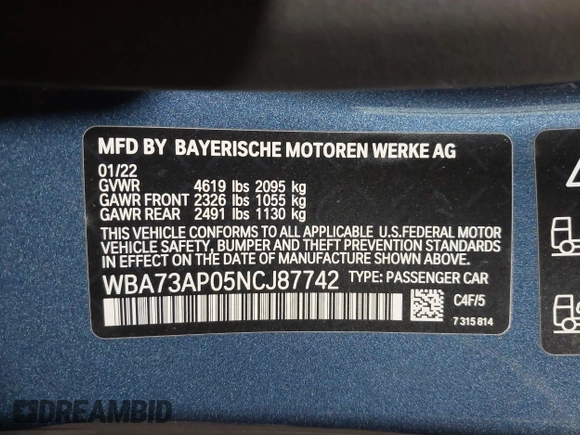 MFD BY BAYERISCHE MOTOREN WERKE AG
01/22
GVWR 4619 lbs 2095 kg
GAWR FRONT 2326 lbs 1055 kg
GAWR REAR 2491 lbs 1130 kg
THIS VEHICLE CONFORMS TO ALL APPLICABLE U.S.FEDERAL MOTOR
VEHICLE SAFETY, BUMPER AND THEFT PREVENTION STANDARDS
IN EFFECT ON THE DATE OF MANUFACTURE SHOWN ABOVE.
WBA73AP05NCJ87742 TYPE: PASSENGER CAR
C4F/5
7 315 814
DREAMBID